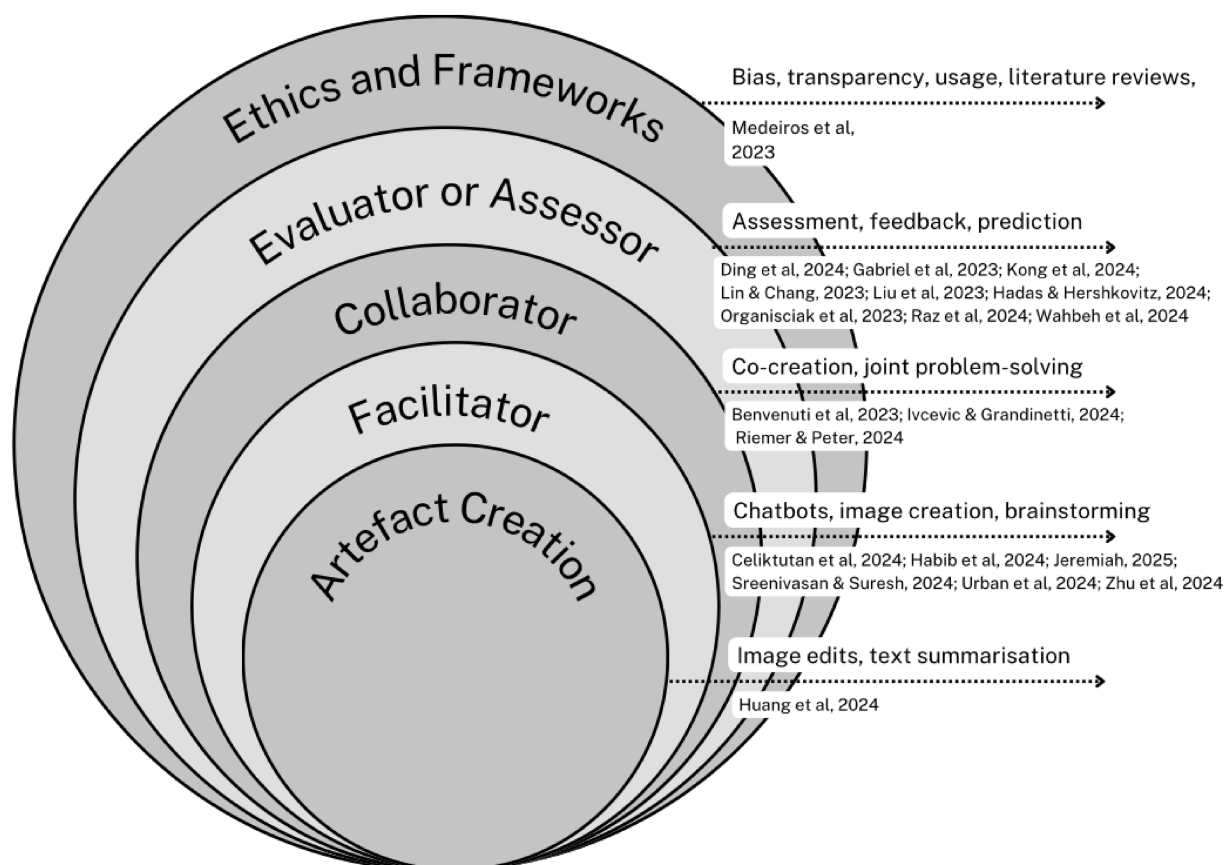 Ethics and Frameworks
Bias, transparency, usage, literature reviews,
Medeiros et al,
2023
Evaluator or Assessor
Assessment, feedback, prediction
Ding et al, 2024; Gabriel et al, 2023; Kong et al, 2024;
Lin & Chang, 2023; Liu et al, 2023; Hadas & Hershkovitz, 2024;
Organisciak et al, 2023; Raz et al, 2024; Wahbeh et al, 2024
Collaborator
Co-creation, joint problem-solving
Benvenuti et al, 2023; Ivcevic & Grandinetti, 2024;
Riemer & Peter, 2024
Facilitator
Chatbots, image creation, brainstorming
Celiktutan et al, 2024; Habib et al, 2024; Jeremiah, 2025;
Sreenivasan & Suresh, 2024; Urban et al, 2024; Zhu et al, 2024
Artefact Creation
Image edits, text summarisation
Huang et al, 2024